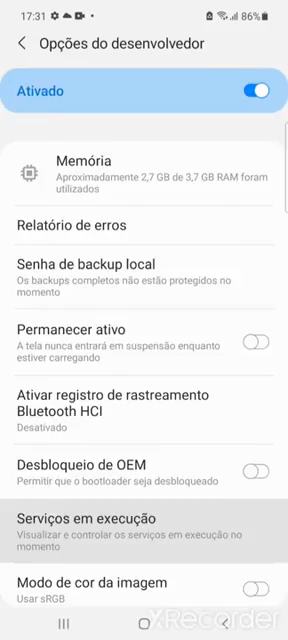 17:31 86%
Opções do desenvolvedor
Ativado
Memória
Aproximadamente 2,7 GB de 3,7 GB RAM foram
utilizados
Relatório de erros
Senha de backup local
Os backups completos não estão protegidos no
momento
Permanecer ativo
A tela nunca entrará em suspensão enquanto
estiver carregando
Ativar registro de rastreamento
Bluetooth HCI
Desativado
Desbloqueio de OEM
Permitir que o bootloader seja desbloqueado
Serviços em execução
Visualizar e controlar os serviços em execução no
momento
Modo de cor da imagem
Usar sRGB
XRecorder